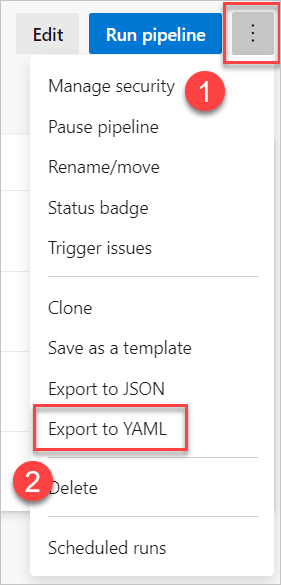 Edit
Run pipeline
Manage security
1
Pause pipeline
Rename/move
Status badge
Trigger issues
Clone
Save as a template
Export to JSON
Export to YAML
2
Delete
Scheduled runs